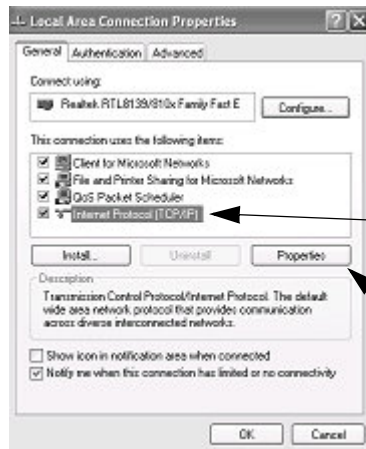 Local Area Connection Properties
General Authentication Advanced
Connect using:
Realtek RTL8139/810x Family Fast E
Configure...
This connection uses the following items:
Client for Microsoft Networks
File and Printer Sharing for Microsoft Networks
QoS Packet Scheduler
Internet Protocol (TCP/IP)
Install... Uninstall Properties
Description
Transmission Control Protocol/Internet Protocol. The default
wide area network protocol that provides communication
across diverse interconnected networks.
Show icon in notification area when connected
Notify me when this connection has limited or no connectivity
OK Cancel